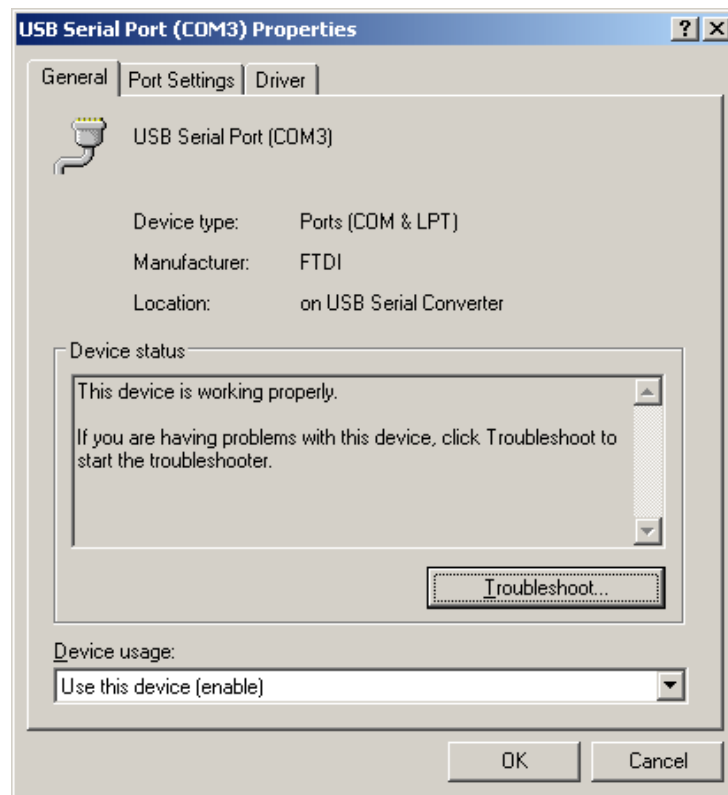 USB Serial Port (COM3) Properties
General Port Settings Driver
USB Serial Port (COM3)
Device type: Ports (COM & LPT)
Manufacturer: FTDI
Location: on USB Serial Converter
Device status
This device is working properly.
If you are having problems with this device, click Troubleshoot to
start the troubleshooter.
Troubleshoot...
Device usage:
Use this device (enable)
OK Cancel